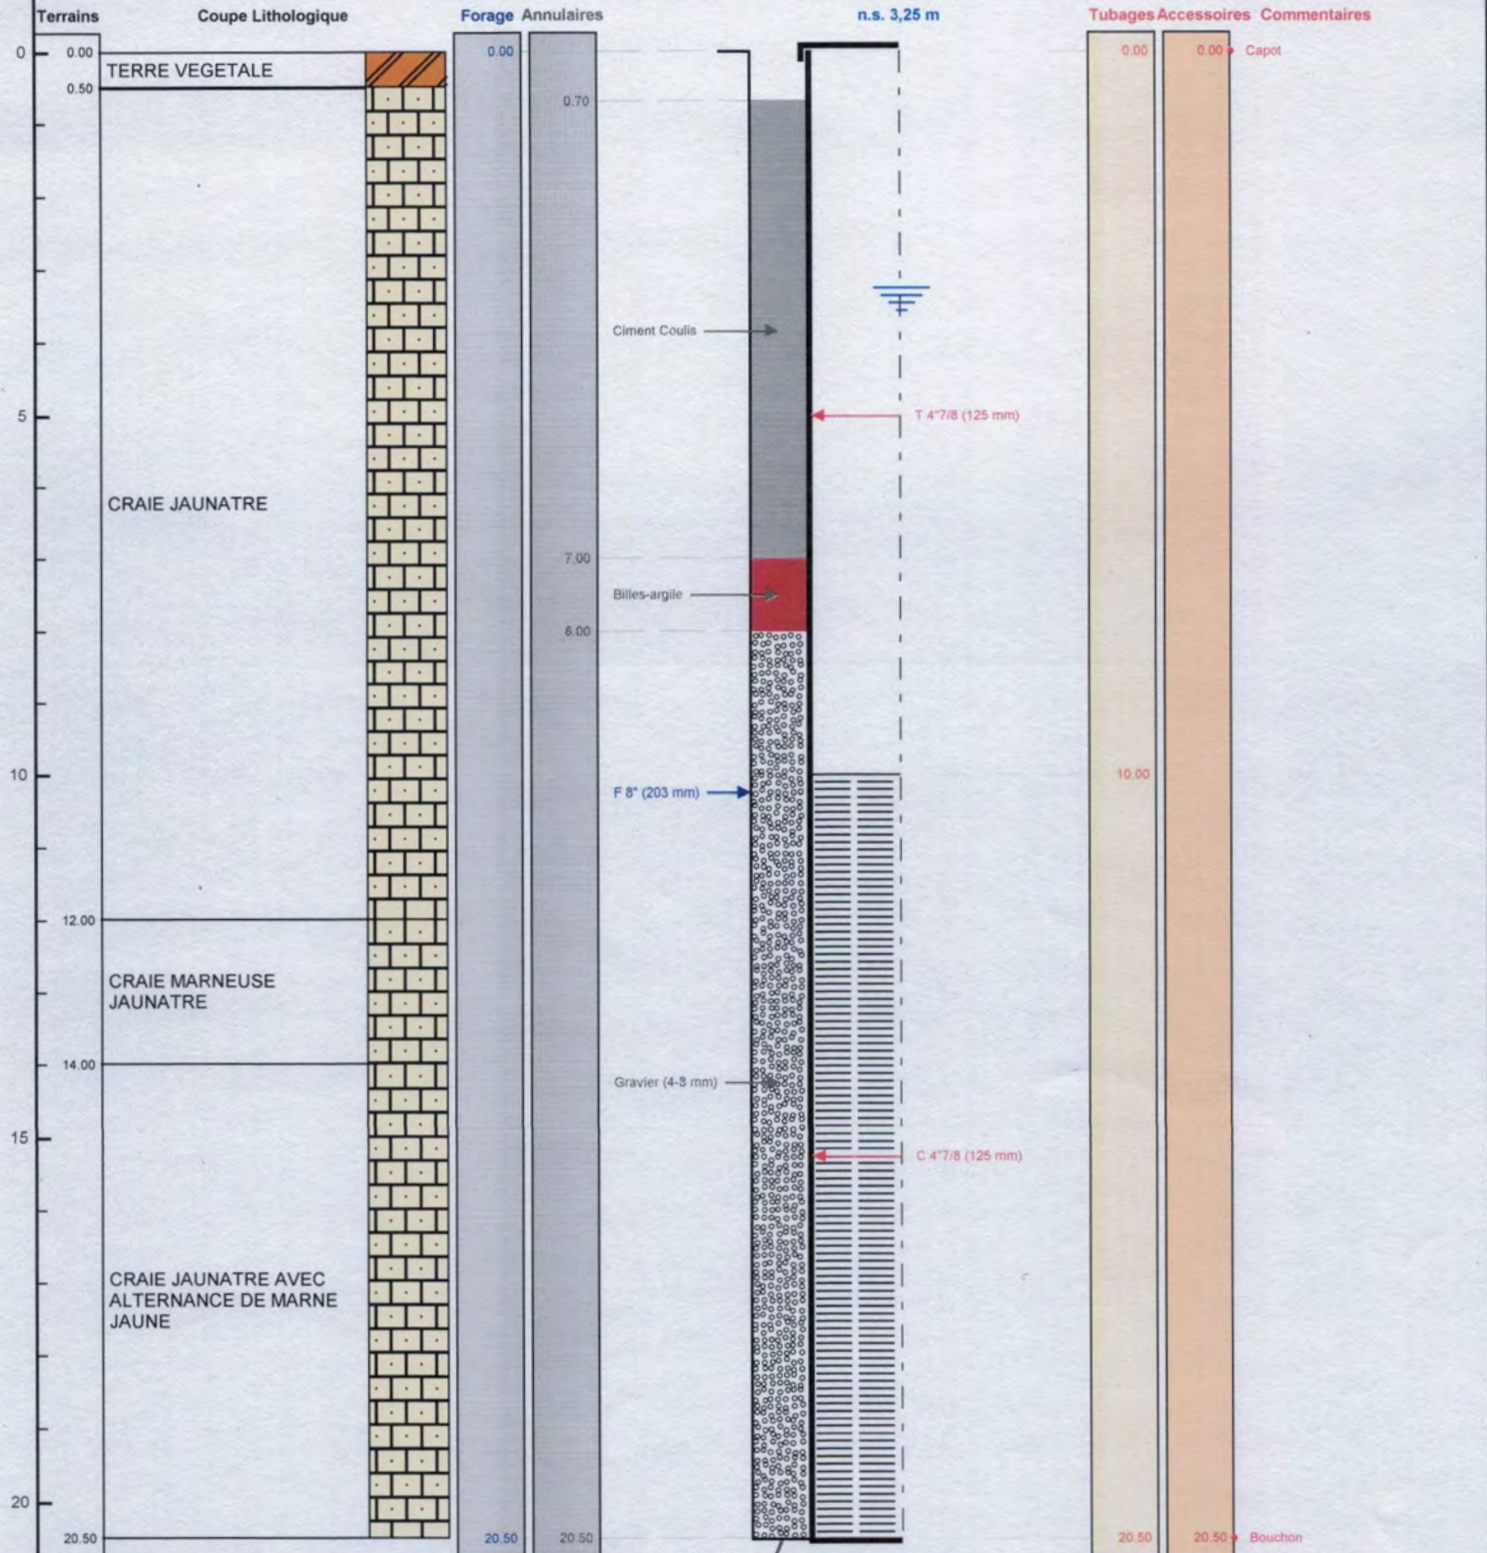 Terrains Coupe Lithologique Forage Annulaires n.s. 3,25 m Tubages Accessoires Commentaires
0 0.00 0.00 0.00 0.00 Capot
TERRE VEGETALE
0.50
0.70
Ciment Coulis
5 T 4"7/8 (125 mm)
CRAIE JAUNATRE
7.00
Billes-argile
6.00
10 10.00
F 8" (203 mm)
12.00
CRAIE MARNEUSE
JAUNATRE
14.00
Gravier (4-8 mm)
15
C 4"7/8 (125 mm)
CRAIE JAUNATRE AVEC
ALTERNANCE DE MARNE
JAUNE
20
20.50 20.50 20.50 20.50 20.50 Bouchon